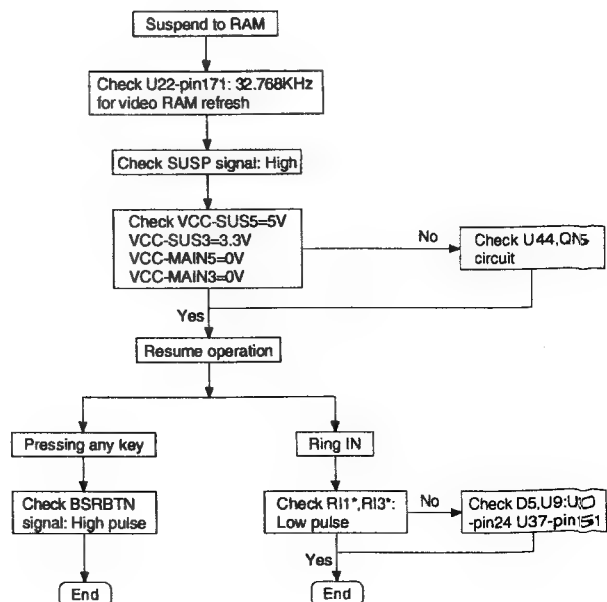 Suspend to RAM
Check U22-pin171: 32.768KHz
for video RAM refresh
Check SUSP signal: High
Check VCC-SUS5=5V
VCC-SUS3=3.3V
VCC-MAIN5=0V
VCC-MAIN3=0V
No
Check U44,QN5
circuit
Yes
Resume operation
Pressing any key
Ring IN
Check BSRBTN
signal: High pulse
Check RI1*,RI3*:
Low pulse
No
Check D5,U9:
-pin24 U37-pin151
Yes
End
End